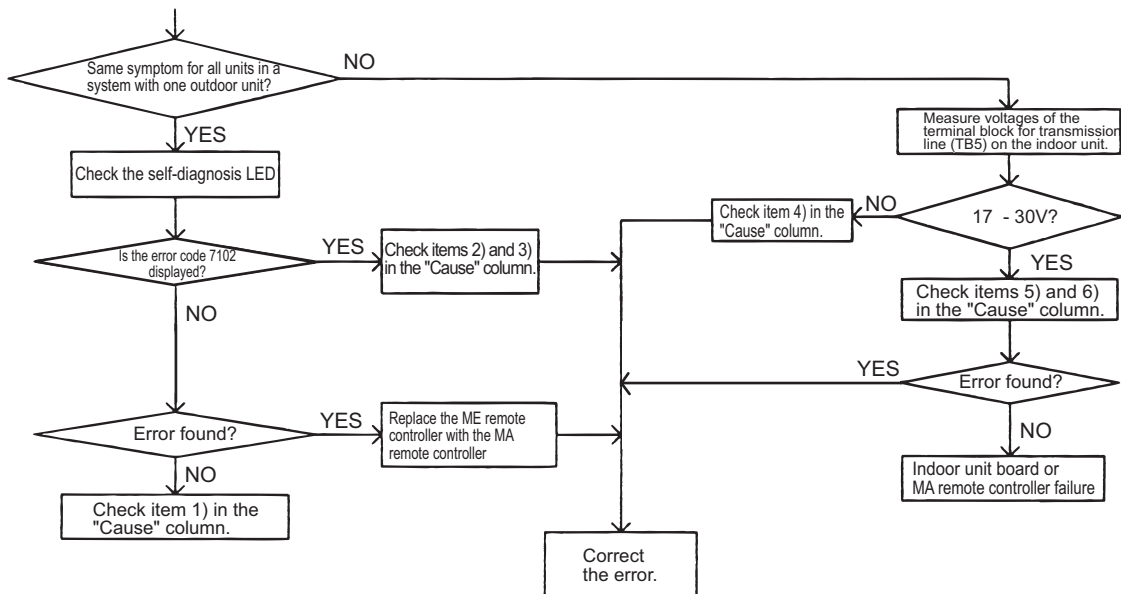 Same symptom for all units in a
system with one outdoor unit?
NO
YES
Check the self-diagnosis LED
Is the error code 7102
displayed?
YES
Check items 2) and 3)
in the "Cause" column.
NO
Error found?
YES
Replace the ME remote
controller with the MA
remote controller
NO
Check item 1) in the
"Cause" column.
Measure voltages of the
terminal block for transmission
line (TB5) on the indoor unit.
17 - 30V?
NO
Check item 4) in the
"Cause" column.
YES
Check items 5) and 6)
in the "Cause" column.
Error found?
YES
NO
Indoor unit board or
MA remote controller failure
Correct
the error.